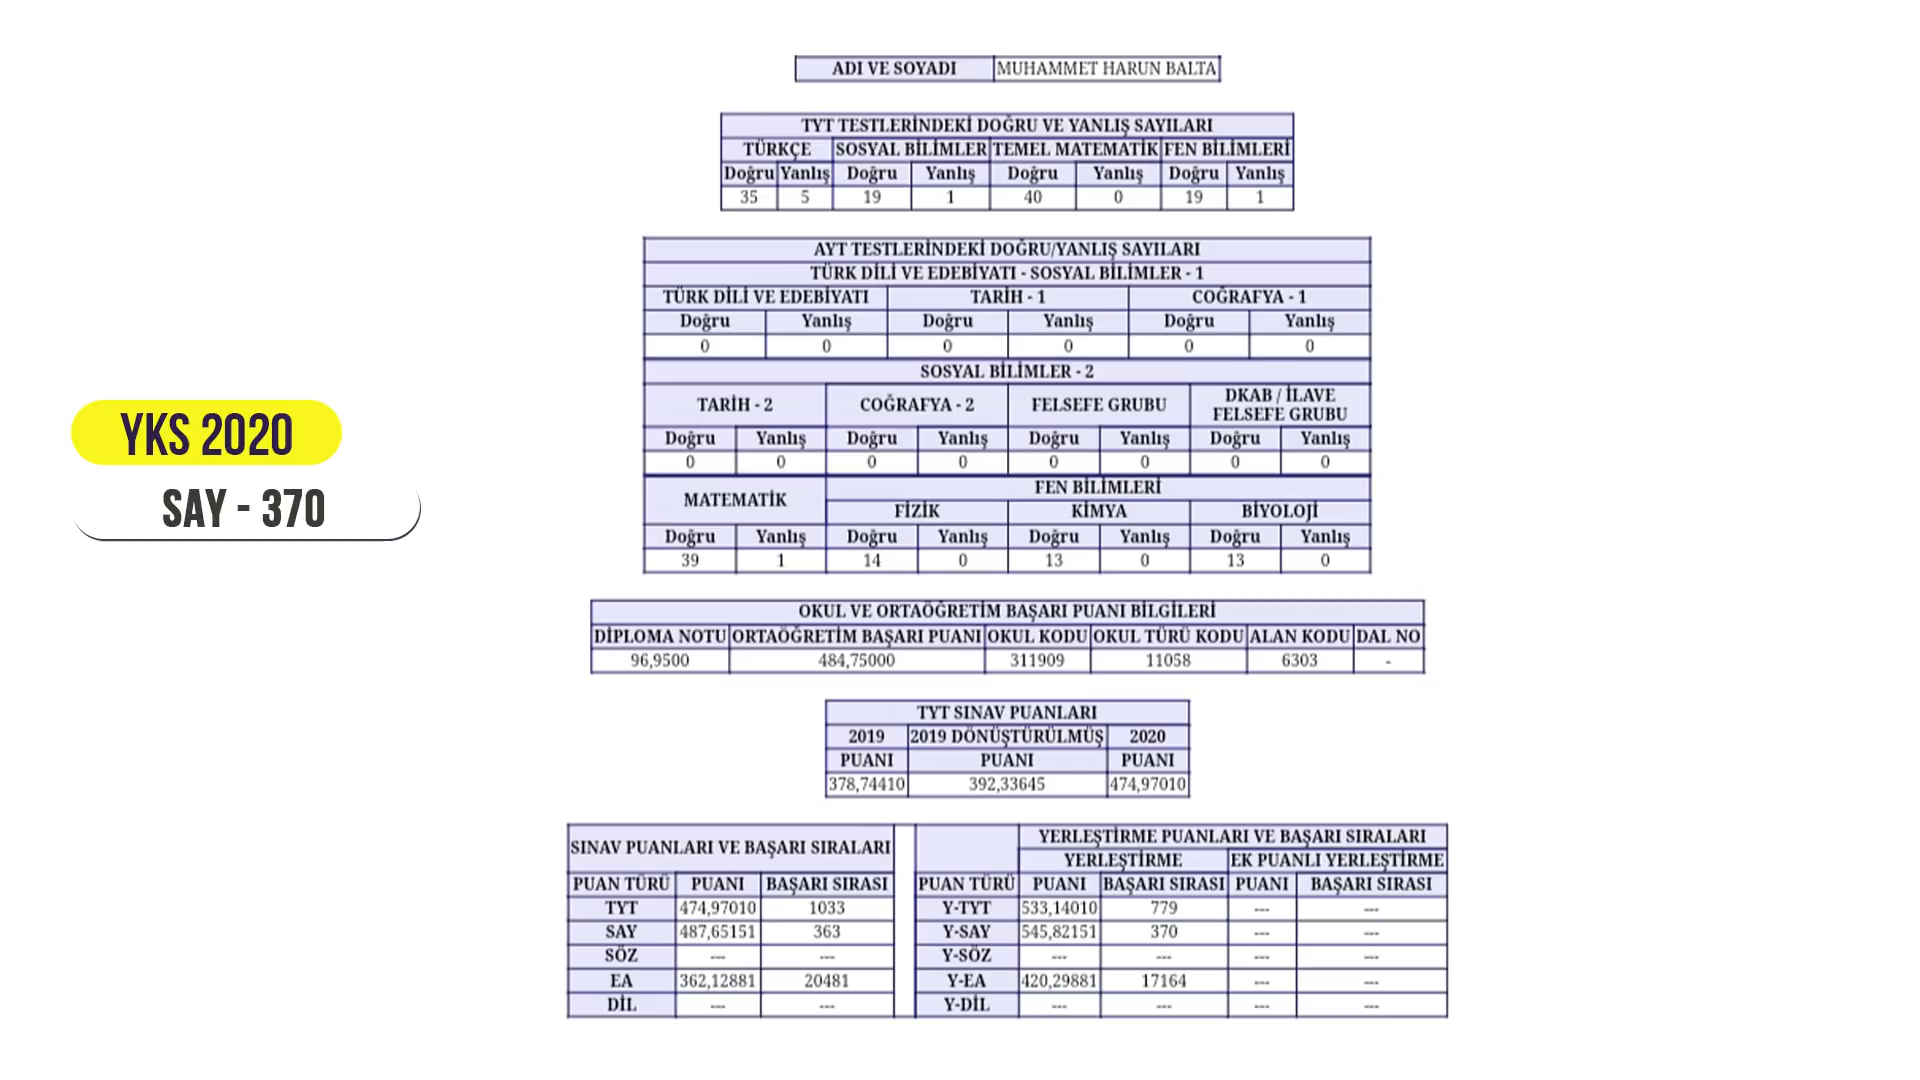 ADI VE SOYADI MUHAMMET HARUN BALTA
TYT TESTLERİNDEKİ DOĞRU VE YANLIŞ SAYILARI
TÜRKÇE SOSYAL BİLİMLER TEMEL MATEMATİK FEN BİLİMLERİ
Doğru Yanlış Doğru Yanlış Doğru Yanlış Doğru Yanlış
35 5 19 1 40 0 19 1
AYT TESTLERİNDEKİ DOĞRU/YANLIŞ SAYILARI
TÜRK DİLİ VE EDEBİYATI - SOSYAL BİLİMLER - 1
TÜRK DİLİ VE EDEBİYATI TARİH - 1 COĞRAFYA - 1
Doğru Yanlış Doğru Yanlış Doğru Yanlış
0 0 0 0 0 0
SOSYAL BİLİMLER - 2
TARİH - 2 COĞRAFYA - 2 FELSEFE GRUBU DKAB / İLAVE
FELSEFE GRUBU
Doğru Yanlış Doğru Yanlış Doğru Yanlış Doğru Yanlış
0 0 0 0 0 0 0 0
MATEMATİK FEN BİLİMLERİ
FİZİK KİMYA BİYOLOJİ
Doğru Yanlış Doğru Yanlış Doğru Yanlış Doğru Yanlış
39 1 14 0 13 0 13 0
YKS 2020
SAY - 370
OKUL VE ORTAÖĞRETİM BAŞARI PUANI BİLGİLERİ
DİPLOMA NOTU ORTAÖĞRETİM BAŞARI PUANI OKUL KODU OKUL TÜRÜ KODU ALAN KODU DAL NO
96,9500 484,75000 311909 11058 6303 -
TYT SINAV PUANLARI
2019 2019 DÖNÜŞTÜRÜLMÜŞ 2020
PUANI PUANI PUANI
378,74410 392,33645 474,97010
SINAV PUANLARI VE BAŞARI SIRALARI
PUAN TÜRÜ PUANI BAŞARI SIRASI
TYT 474,97010 1033
SAY 487,65151 363
SÖZ --- ---
EA 362,12881 20481
DİL --- ---
YERLEŞTİRME PUANLARI VE BAŞARI SIRALARI
YERLEŞTİRME EK PUANLI YERLEŞTİRME
PUAN TÜRÜ PUANI BAŞARI SIRASI PUANI BAŞARI SIRASI
Y-TYT 533,14010 779 --- ---
Y-SAY 545,82151 370 --- ---
Y-SÖZ --- --- --- ---
Y-EA 420,29881 17164 --- ---
Y-DİL --- --- --- ---